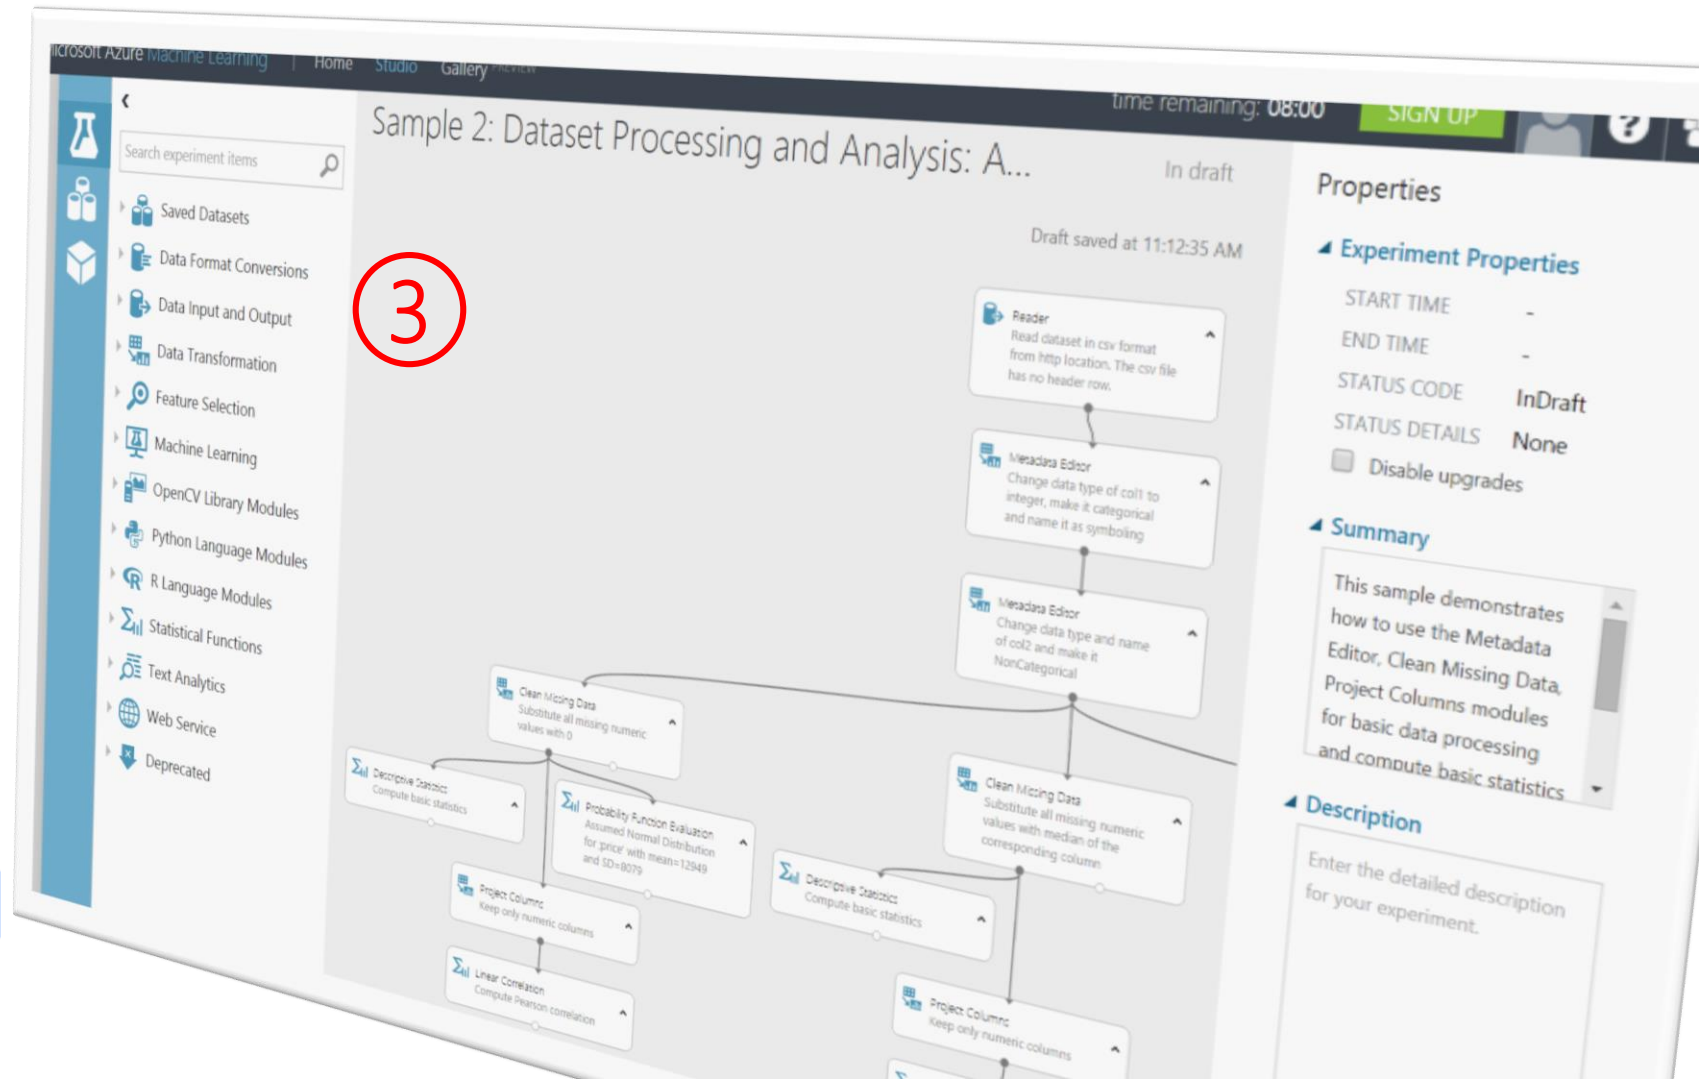 Microsoft Azure Machine Learning | Home Studio Gallery PREVIEW
time remaining: 08:00 SIGN UP ?
Search experiment items
Saved Datasets
Data Format Conversions
Data Input and Output
Data Transformation
Feature Selection
Machine Learning
OpenCV Library Modules
Python Language Modules
R Language Modules
Statistical Functions
Text Analytics
Web Service
Deprecated
3
Sample 2: Dataset Processing and Analysis: A...
In draft
Draft saved at 11:12:35 AM
Reader
Read dataset in csv format
from http location. The csv file
has no header row.
Metadata Editor
Change data type of col1 to
integer, make it categorical
and name it as symboling
Metadata Editor
Change data type and name
of col2 and make it
NonCategorical
Clean Missing Data
Substitute all missing numeric
values with 0
Descriptive Statistics
Compute basic statistics
Probability Function Evaluation
Assumed Normal Distribution
for 'price' with mean=12949
and SD=8079
Project Columns
Keep only numeric columns
Linear Correlation
Compute Pearson correlation
Clean Missing Data
Substitute all missing numeric
values with median of the
corresponding column
Descriptive Statistics
Compute basic statistics
Project Columns
Keep only numeric columns
Properties
Experiment Properties
START TIME -
END TIME -
STATUS CODE InDraft
STATUS DETAILS None
Disable upgrades
Summary
This sample demonstrates
how to use the Metadata
Editor, Clean Missing Data,
Project Columns modules
for basic data processing
and compute basic statistics
Description
Enter the detailed description
for your experiment.